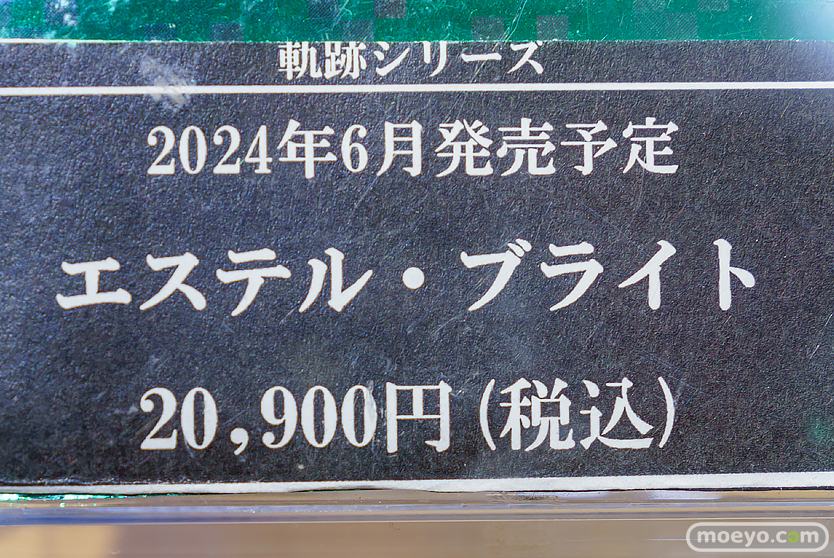 軌跡シリーズ
2024年6月発売予定
エステル・ブライト
20,900円(税込)
moeyo.com